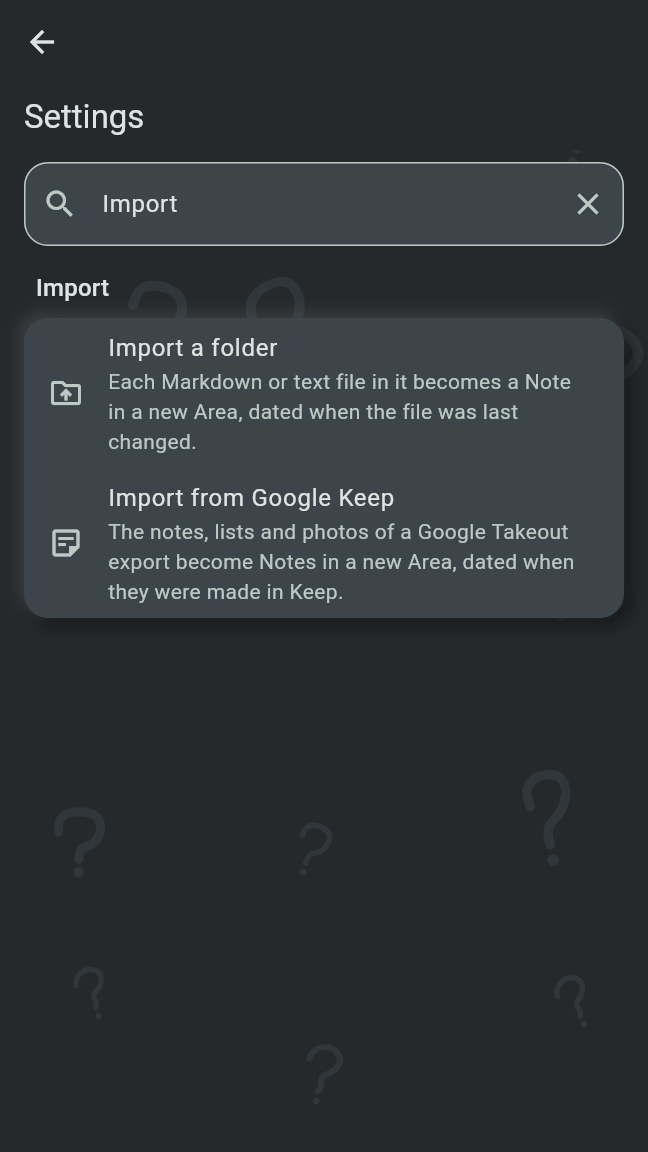 Settings
Import
Import
Import a folder
Each Markdown or text file in it becomes a Note
in a new Area, dated when the file was last
changed.
Import from Google Keep
The notes, lists and photos of a Google Takeout
export become Notes in a new Area, dated when
they were made in Keep.